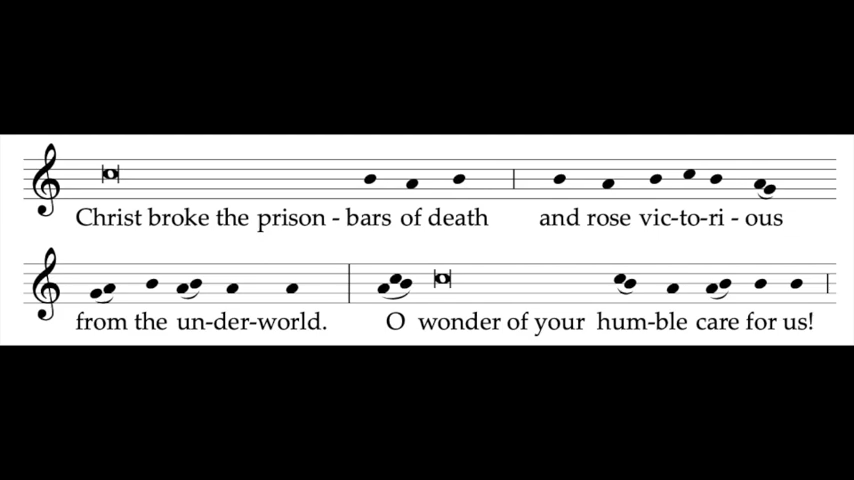 Christ broke the prison - bars of death and rose vic-to-ri - ous
from the un-der-world. O wonder of your hum-ble care for us!